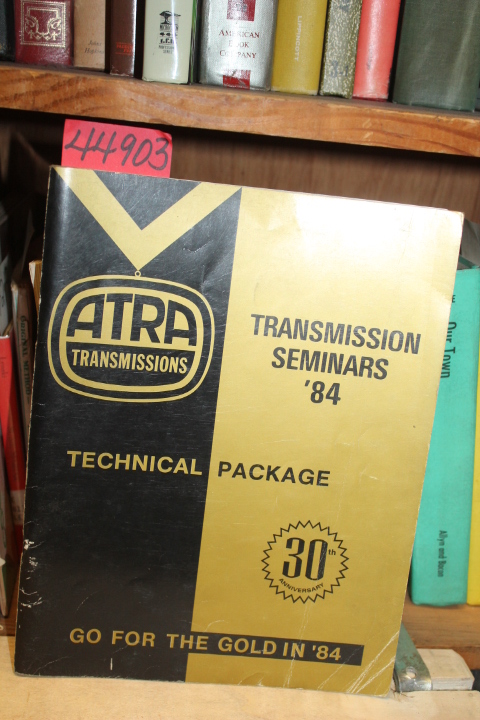 AMERICAN
BOOK
COMPANY
44903
ATRA
TRANSMISSIONS
TRANSMISSION
SEMINARS
'84
TECHNICAL PACKAGE
30th
ANNIVERSARY
GO FOR THE GOLD IN '84
Our Town
Allyn and Bacon